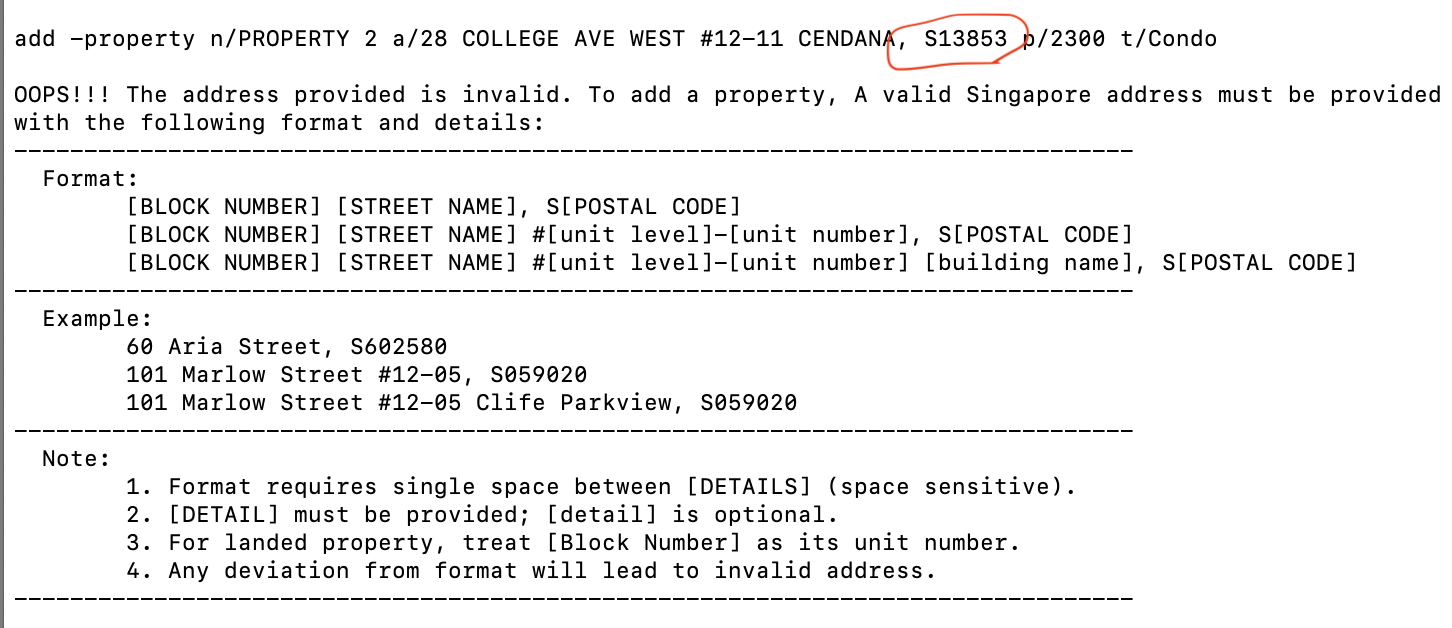 add -property n/PROPERTY 2 a/28 COLLEGE AVE WEST #12-11 CENDANA, S13853 p/2300 t/Condo
OOPS!!! The address provided is invalid. To add a property, A valid Singapore address must be provided
with the following format and details:
--------------------------------------------------------------------------------
Format:
[BLOCK NUMBER] [STREET NAME], S[POSTAL CODE]
[BLOCK NUMBER] [STREET NAME] #[unit level]-[unit number], S[POSTAL CODE]
[BLOCK NUMBER] [STREET NAME] #[unit level]-[unit number] [building name], S[POSTAL CODE]
--------------------------------------------------------------------------------
Example:
60 Aria Street, S602580
101 Marlow Street #12-05, S059020
101 Marlow Street #12-05 Clife Parkview, S059020
--------------------------------------------------------------------------------
Note:
1. Format requires single space between [DETAILS] (space sensitive).
2. [DETAIL] must be provided; [detail] is optional.
3. For landed property, treat [Block Number] as its unit number.
4. Any deviation from format will lead to invalid address.
--------------------------------------------------------------------------------